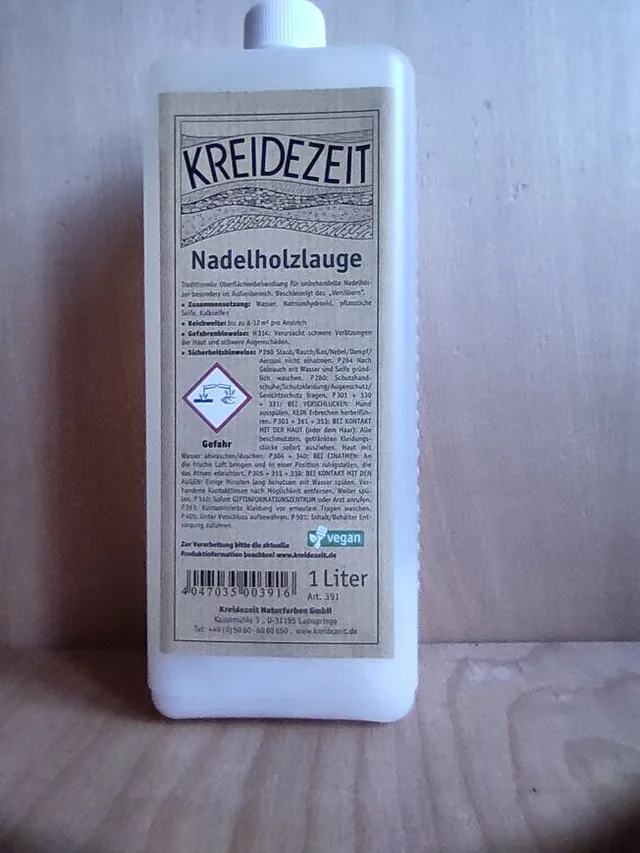 KREIDEZEIT
Nadelholzlauge
Traditionelle Oberflächenbehandlung für unbehandelte Nadelhöl-
zer besonders im Außenbereich. Beschleunigt das „Versilbern“.
• Zusammensetzung: Wasser, Natriumhydroxid, pflanzliche
Seife, Kalkseifen
• Reichweite: bis zu 8-12 m² pro Anstrich
• Gefahrenhinweise: H314: Verursacht schwere Verätzungen
der Haut und schwere Augenschäden.
• Sicherheitshinweise: P260 Staub/Rauch/Gas/Nebel/Dampf/
Aerosol nicht einatmen. P264 Nach
Gebrauch mit Wasser und Seife gründ-
lich waschen. P280: Schutzhand-
schuhe/Schutzkleidung/Augenschutz/
Gesichtsschutz tragen. P301 + 330
+ 331: BEI VERSCHLUCKEN: Mund
ausspülen. KEIN Erbrechen herbeifüh-
ren. P303 + 361 + 353: BEI KONTAKT
MIT DER HAUT (oder dem Haar): Alle
beschmutzten, getränkten Kleidungs-
stücke sofort ausziehen. Haut mit
Gefahr
Wasser abwaschen/duschen. P304 + 340: BEI EINATMEN: An
die frische Luft bringen und in einer Position ruhigstellen, die
das Atmen erleichtert. P305 + 351 + 338: BEI KONTAKT MIT DEN
AUGEN: Einige Minuten lang behutsam mit Wasser spülen. Vor-
handene Kontaktlinsen nach Möglichkeit entfernen. Weiter spü-
len. P310: Sofort GIFTINFORMATIONSZENTRUM oder Arzt anrufen.
P363: Kontaminierte Kleidung vor erneutem Tragen waschen.
P405: Unter Verschluss aufbewahren. P501: Inhalt/Behälter Ent-
sorgung zuführen.
vegan
Zur Verarbeitung bitte die aktuelle
Produktinformation beachten! www.kreidezeit.de
4 047035 003916
1 Liter
Art. 391
Kreidezeit Naturfarben GmbH
Kassemühle 3 , D-31195 Lamspringe
Tel: +49 (0) 50 60 - 60 80 650 , www.kreidezeit.de